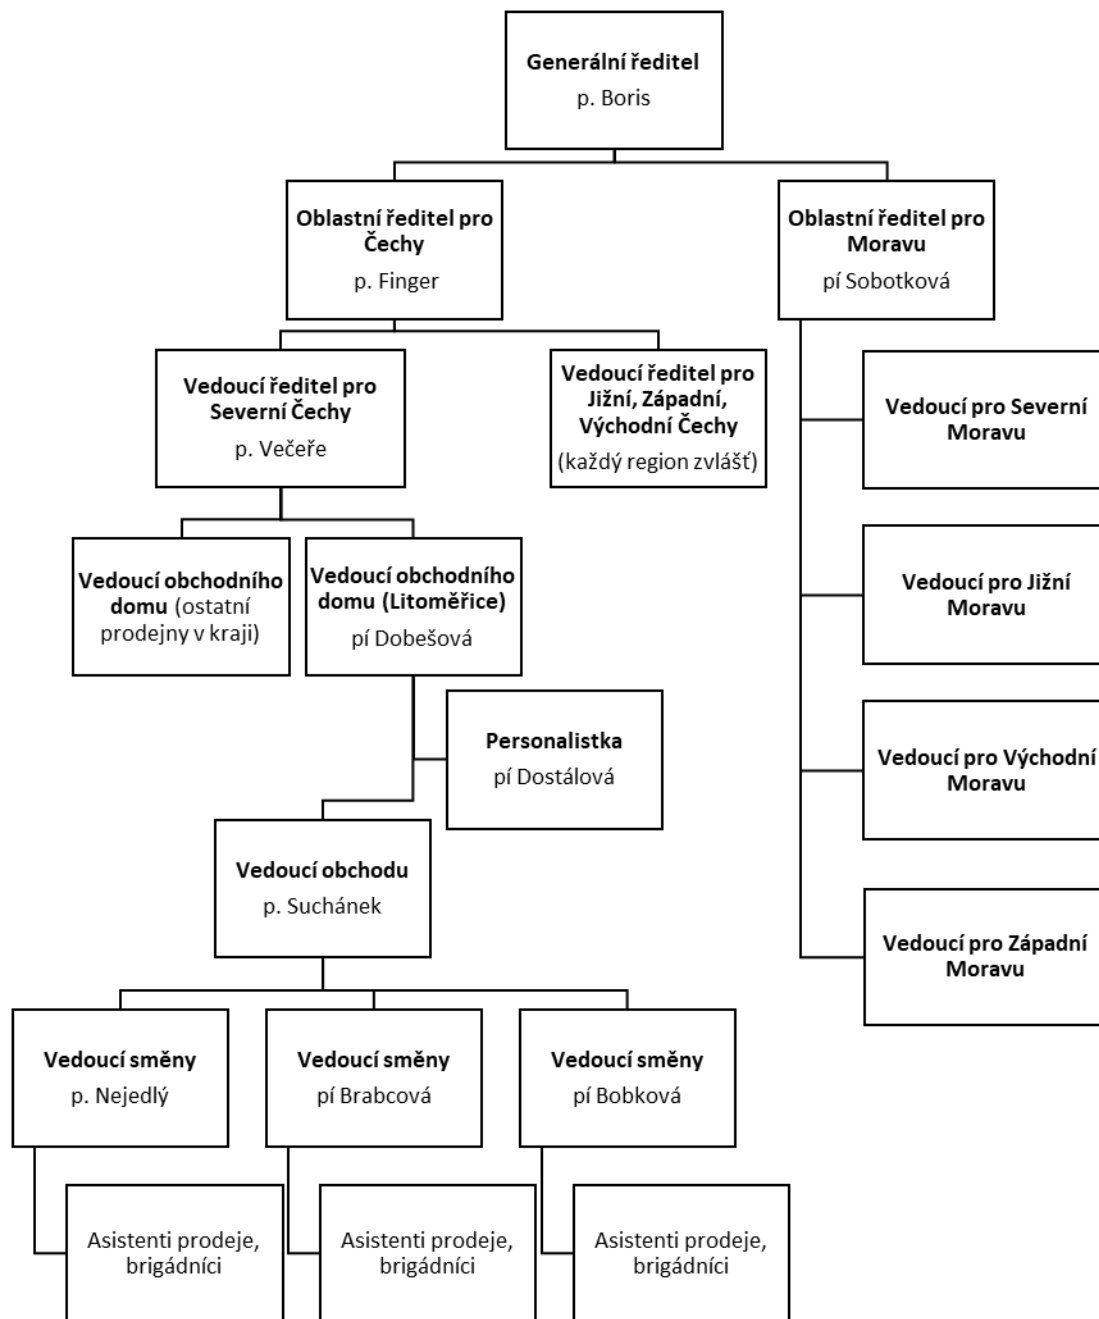 Generální ředitel
p. Boris
Oblastní ředitel pro
Čechy
p. Finger
Oblastní ředitel pro
Moravu
pí Sobotková
Vedoucí ředitel pro
Severní Čechy
p. Večeře
Vedoucí ředitel pro
Jižní, Západní,
Východní Čechy
(každý region zvlášť)
Vedoucí pro Severní
Moravu
Vedoucí obchodního
domu (ostatní
prodejny v kraji)
Vedoucí obchodního
domu (Litoměřice)
pí Dobešová
Vedoucí pro Jižní
Moravu
Personalistka
pí Dostálová
Vedoucí pro Východní
Moravu
Vedoucí obchodu
p. Suchánek
Vedoucí pro Západní
Moravu
Vedoucí směny
p. Nejedlý
Vedoucí směny
pí Brabcová
Vedoucí směny
pí Bobková
Asistenti prodeje,
brigádníci
Asistenti prodeje,
brigádníci
Asistenti prodeje,
brigádníci